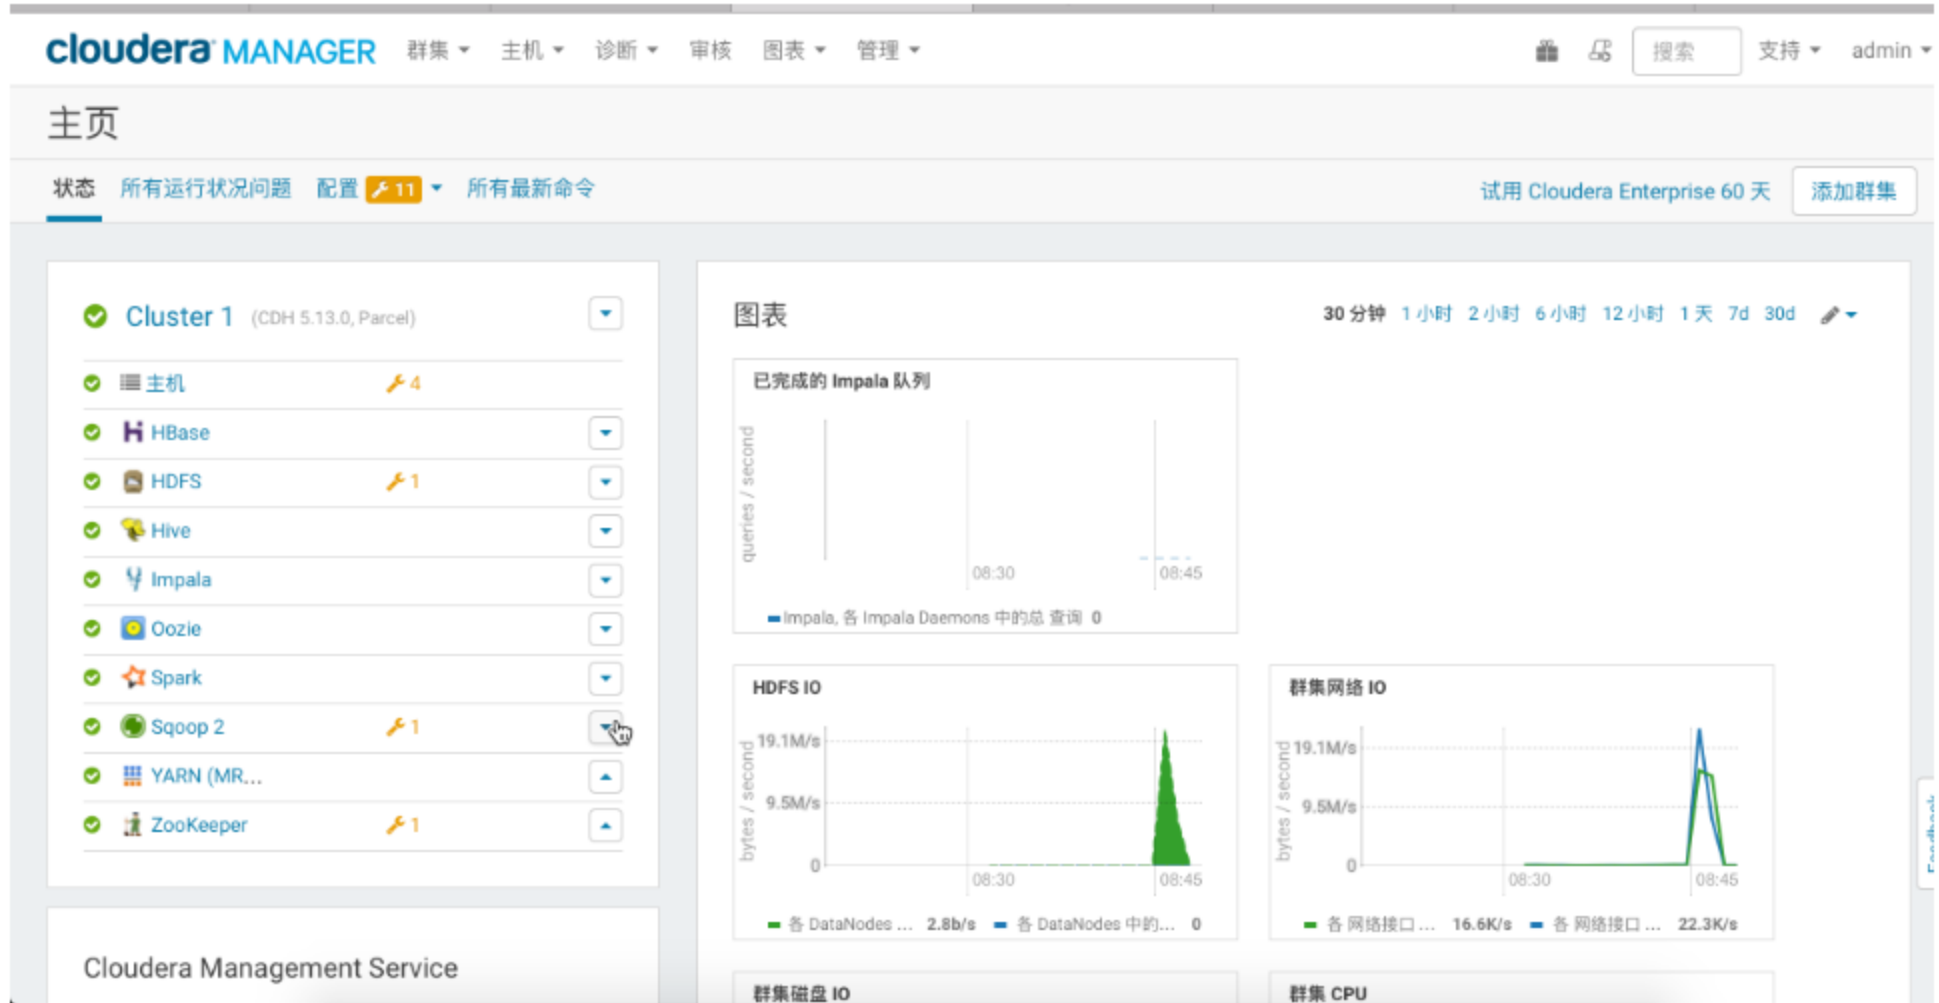 cloudera MANAGER 群集 主机 诊断 审核 图表 管理 搜索 支持 admin
主页
状态 所有运行状况问题 配置 11 所有最新命令 试用 Cloudera Enterprise 60 天 添加群集
Cluster 1 (CDH 5.13.0, Parcel)
主机 4
HBase
HDFS 1
Hive
Impala
Oozie
Spark
Sqoop 2 1
YARN (MR...
ZooKeeper 1
Cloudera Management Service
图表 30 分钟 1 小时 2 小时 6 小时 12 小时 1 天 7d 30d
已完成的 Impala 队列
queries / second
08:30 08:45
Impala, 各 Impala Daemons 中的总 查询 0
HDFS IO
bytes / second
19.1M/s
9.5M/s
0
08:30 08:45
各 DataNodes ... 2.8b/s 各 DataNodes 中的... 0
群集网络 IO
bytes / second
19.1M/s
9.5M/s
0
08:30 08:45
各 网络接口 ... 16.6K/s 各 网络接口 ... 22.3K/s
群集磁盘 IO
群集 CPU
Feedback